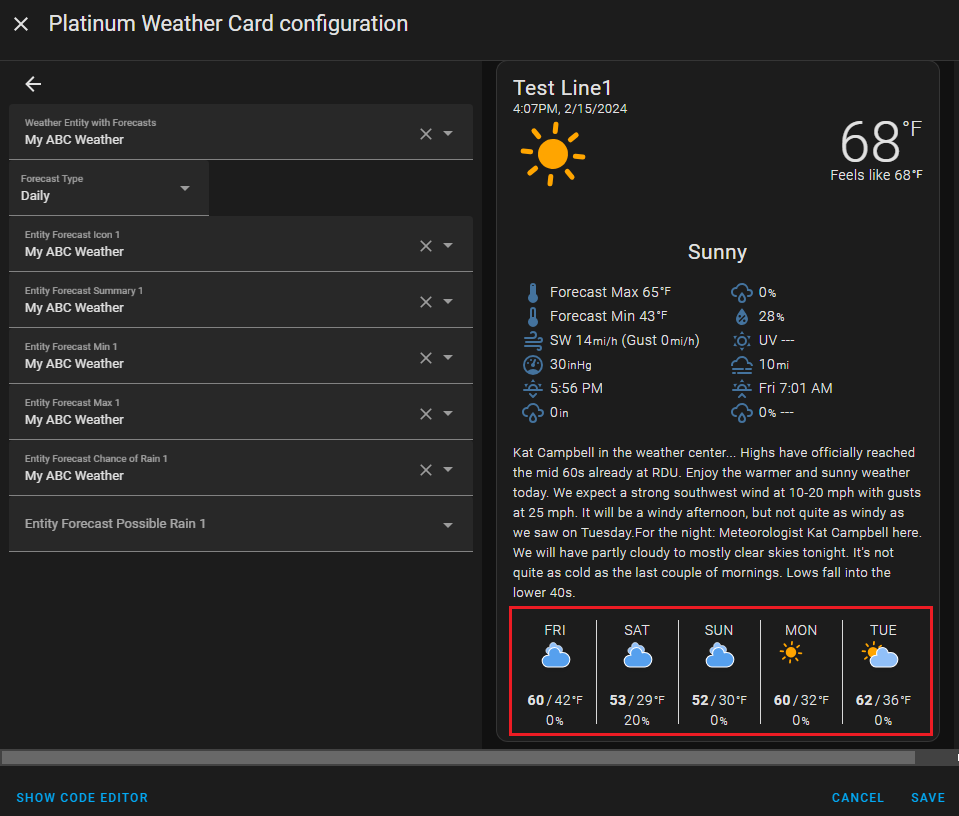 Platinum Weather Card configuration
Weather Entity with Forecasts
My ABC Weather
Forecast Type
Daily
Entity Forecast Icon 1
My ABC Weather
Entity Forecast Summary 1
My ABC Weather
Entity Forecast Min 1
My ABC Weather
Entity Forecast Max 1
My ABC Weather
Entity Forecast Chance of Rain 1
My ABC Weather
Entity Forecast Possible Rain 1
Test Line1
4:07PM, 2/15/2024
68°F
Feels like 68°F
Sunny
Forecast Max 65°F 0%
Forecast Min 43°F 28%
SW 14mi/h (Gust 0mi/h) UV ---
30inHg 10mi
5:56 PM Fri 7:01 AM
0in 0% ---
Kat Campbell in the weather center... Highs have officially reached
the mid 60s already at RDU. Enjoy the warmer and sunny weather
today. We expect a strong southwest wind at 10-20 mph with gusts
at 25 mph. It will be a windy afternoon, but not quite as windy as
we saw on Tuesday.For the night: Meteorologist Kat Campbell here.
We will have partly cloudy to mostly clear skies tonight. It's not
quite as cold as the last couple of mornings. Lows fall into the
lower 40s.
FRI SAT SUN MON TUE
60/42°F 53/29°F 52/30°F 60/32°F 62/36°F
0% 20% 0% 0% 0%
SHOW CODE EDITOR CANCEL SAVE